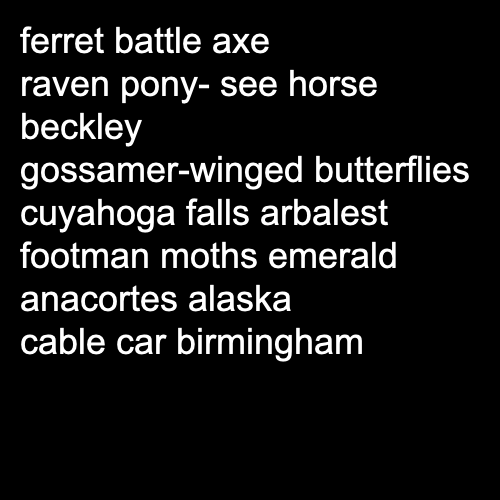 ferret battle axe
raven pony- see horse
beckley
gossamer-winged butterflies
cuyahoga falls arbalest
footman moths emerald
anacortes alaska
cable car birmingham